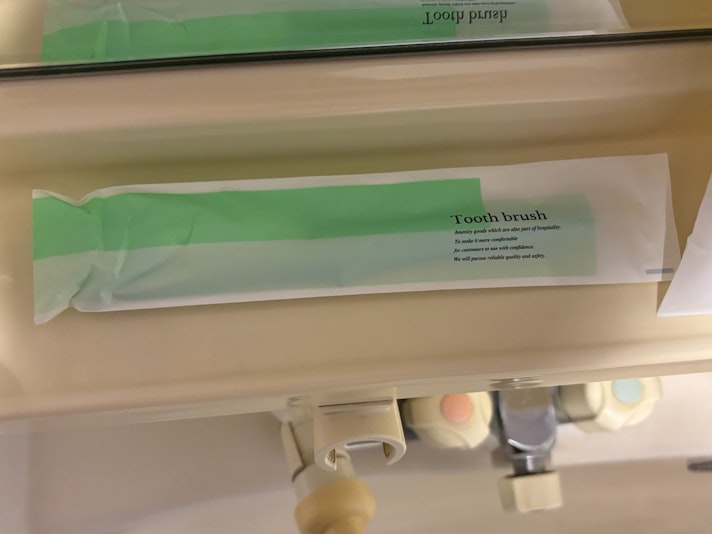 Tooth brush
Amenity goods which are also part of hospitality.
To make it more comfortable
for customers to use with confidence.
We will pursue reliable quality and safety.